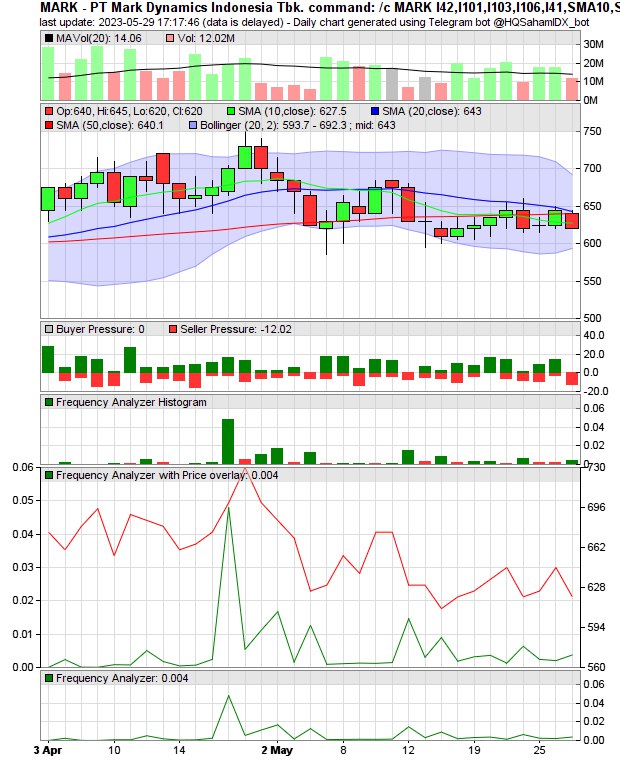 MARK - PT Mark Dynamics Indonesia Tbk. command: /c MARK I42,I101,I103,I106,I41,SMA10,S
last update: 2023-05-29 17:17:46 (data is delayed) - Daily chart generated using Telegram bot @HQSahamIDX_bot
MAVol(20): 14.06 Vol: 12.02M
30M
20M
10M
0M
Op:640, Hi:645, Lo:620, Cl:620 SMA (10,close): 627.5 SMA (20,close): 643
SMA (50,close): 640.1 Bollinger (20, 2): 593.7 - 692.3 ; mid: 643
750
700
650
600
550
500
Buyer Pressure: 0 Seller Pressure: -12.02
40.0
20.0
0.0
-20.0
Frequency Analyzer Histogram
0.06
0.04
0.02
0
Frequency Analyzer with Price overlay: 0.004
0.06
0.05
0.04
0.03
0.02
0.01
0.00
730
696
662
628
594
560
Frequency Analyzer: 0.004
0.06
0.04
0.02
0.00
3 Apr 10 14 2 May 8 12 19 25